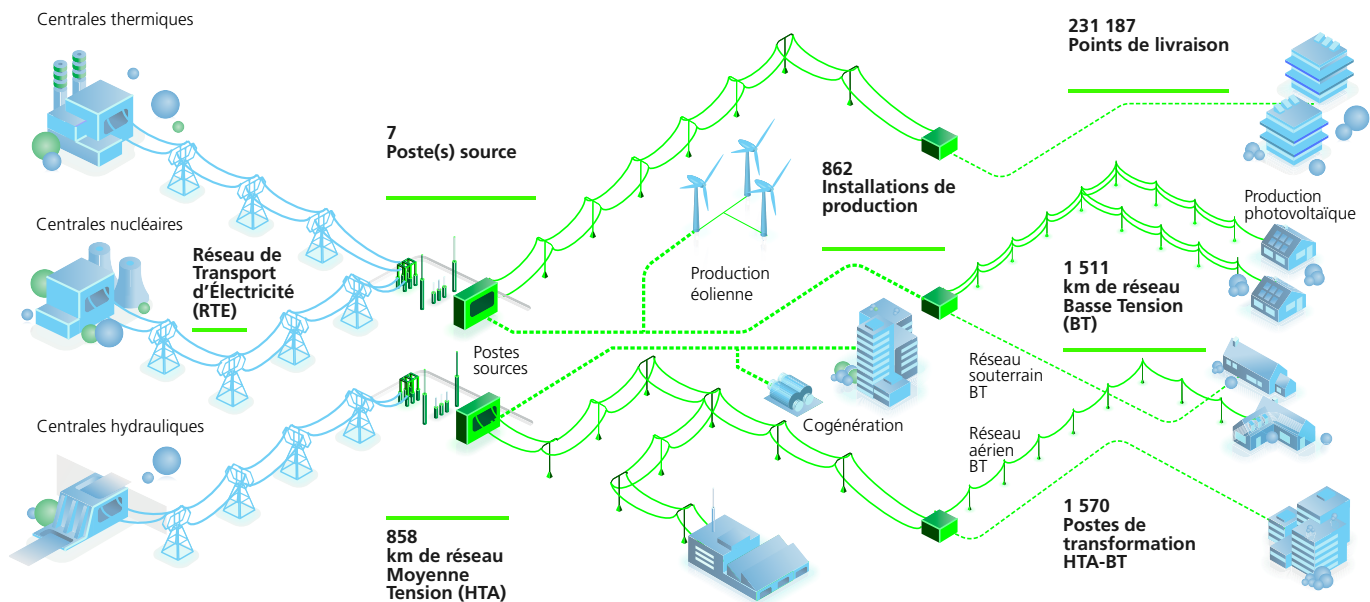 Centrales thermiques
231 187
Points de livraison
7
Poste(s) source
862
Installations de
production
Production
photovoltaïque
Centrales nucléaires
Réseau de
Transport
d’Électricité
(RTE)
Production
éolienne
1 511
km de réseau
Basse Tension
(BT)
Postes
sources
Réseau
souterrain
BT
Centrales hydrauliques
Cogénération
Réseau
aérien
BT
858
km de réseau
Moyenne
Tension (HTA)
1 570
Postes de
transformation
HTA-BT